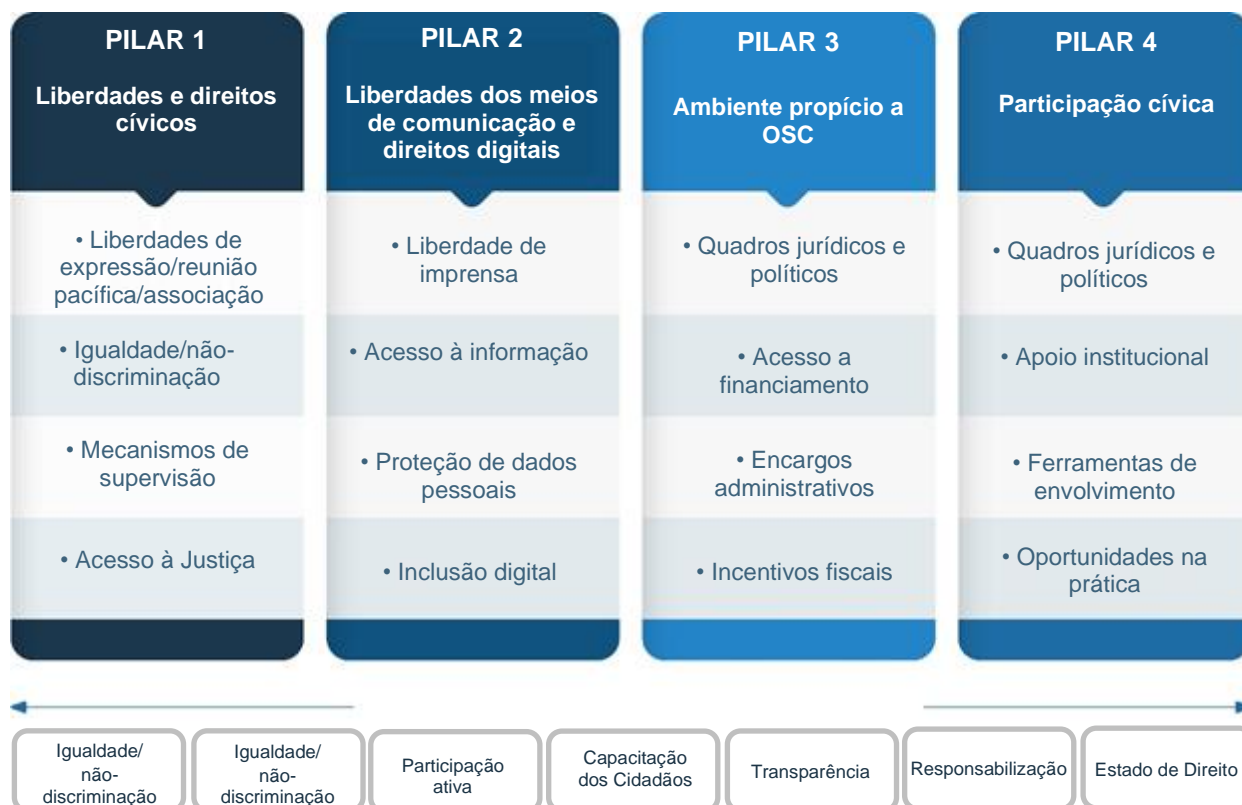 PILAR 1
Liberdades e direitos
cívicos
• Liberdades de
expressão/reunião
pacífica/associação
• Igualdade/não-
discriminação
• Mecanismos de
supervisão
• Acesso à Justiça
PILAR 2
Liberdades dos meios
de comunicação e
direitos digitais
• Liberdade de
imprensa
• Acesso à informação
• Proteção de dados
pessoais
• Inclusão digital
PILAR 3
Ambiente propício a
OSC
• Quadros jurídicos e
políticos
• Acesso a
financiamento
• Encargos
administrativos
• Incentivos fiscais
PILAR 4
Participação cívica
• Quadros jurídicos e
políticos
• Apoio institucional
• Ferramentas de
envolvimento
• Oportunidades na
prática
Igualdade/
não-
discriminação
Igualdade/
não-
discriminação
Participação
ativa
Capacitação
dos Cidadãos
Transparência
Responsabilização
Estado de Direito